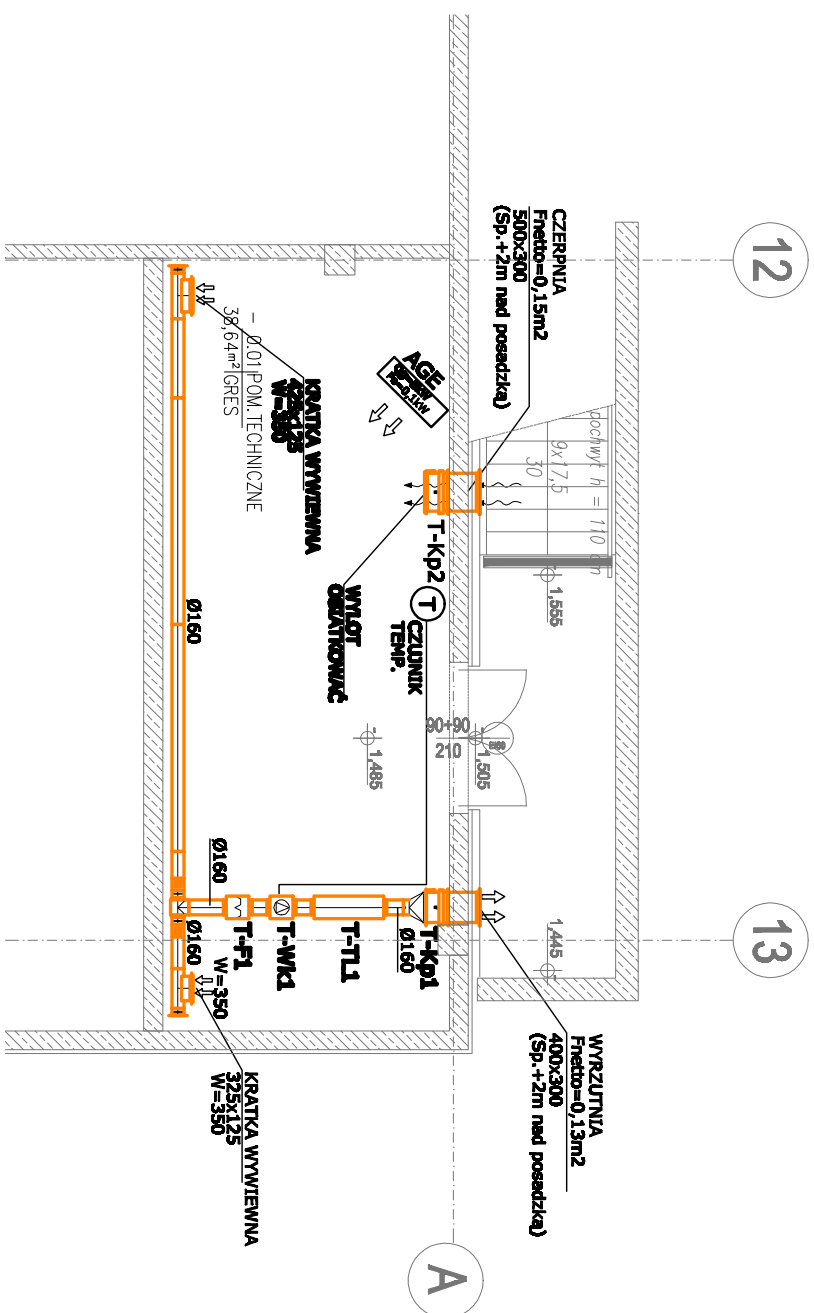 12
13
A
CZERPNIA
Fnetto=0,15m2
500x300
(Sp.+2m nad posadzką)
WYRZUTNIA
Fnetto=0,13m2
400x300
(Sp.+2m nad posadzką)
pochwyt h = 110 cm
9x17,5
30
- 1,555
- 1,505
- 1,485
1,445
90+90
210
AGE
T-Kp2
T
CZUJNIK
TEMP.
WYLOT
OSIATKOWAĆ
KRATKA WYWIEWNA
425x125
W=350
- 0.01 POM. TECHNICZNE
38,64m² GRES
Ø160
Ø160
Ø160
Ø160
T-Kp1
T-TL1
T-Wk1
T-F1
W=350
KRATKA WYWIEWNA
325x125
W=350